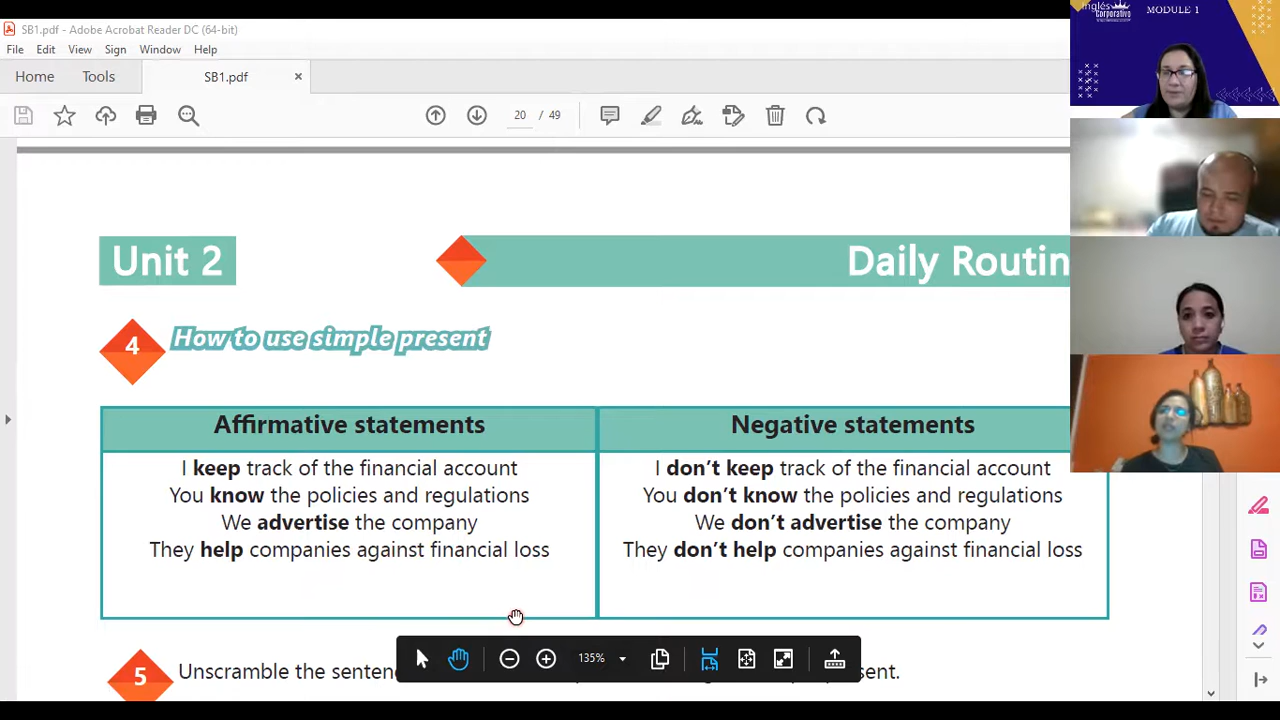 SB1.pdf - Adobe Acrobat Reader DC (64-bit)
File Edit View Sign Window Help
Home Tools SB1.pdf ×
20 / 49
Inglés
Corporativo
MODULE 1
Unit 2
Daily Routin
4 How to use simple present
Affirmative statements
I keep track of the financial account
You know the policies and regulations
We advertise the company
They help companies against financial loss
Negative statements
I don't keep track of the financial account
You don't know the policies and regulations
We don't advertise the company
They don't help companies against financial loss
135%
5 Unscramble the senten sent.